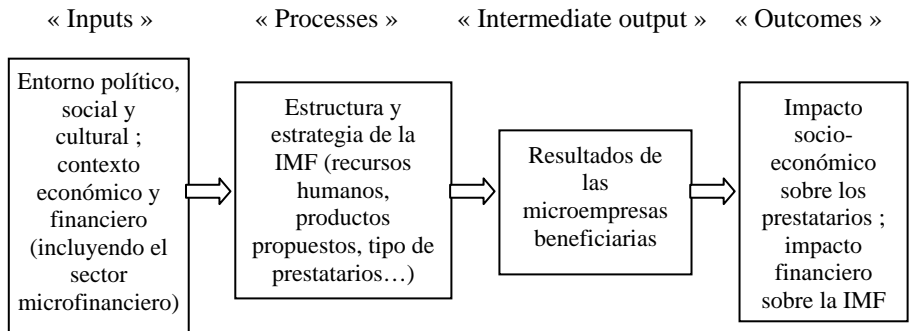 « Inputs » « Processes » « Intermediate output » « Outcomes »
Entorno político,
social y
cultural ;
contexto
económico y
financiero
(incluyendo el
sector
microfinanciero)
Estructura y
estrategia de la
IMF (recursos
humanos,
productos
propuestos, tipo de
prestatarios…)
Resultados de
las
microempresas
beneficiarias
Impacto
socio-
económico
sobre los
prestatarios ;
impacto
financiero
sobre la IMF